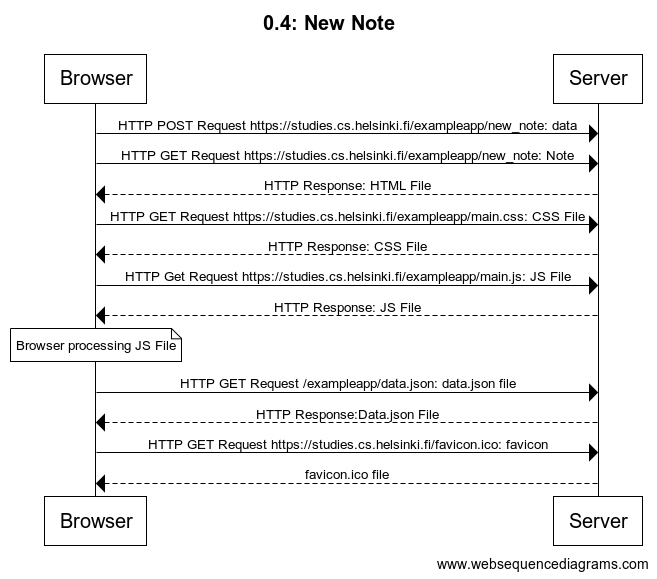 0.4: New Note
Browser
Server
HTTP POST Request https://studies.cs.helsinki.fi/exampleapp/new_note: data
HTTP GET Request https://studies.cs.helsinki.fi/exampleapp/new_note: Note
HTTP Response: HTML File
HTTP GET Request https://studies.cs.helsinki.fi/exampleapp/main.css: CSS File
HTTP Response: CSS File
HTTP Get Request https://studies.cs.helsinki.fi/exampleapp/main.js: JS File
HTTP Response: JS File
Browser processing JS File
HTTP GET Request /exampleapp/data.json: data.json file
HTTP Response:Data.json File
HTTP GET Request https://studies.cs.helsinki.fi/favicon.ico: favicon
favicon.ico file
Browser
Server
www.websequencediagrams.com